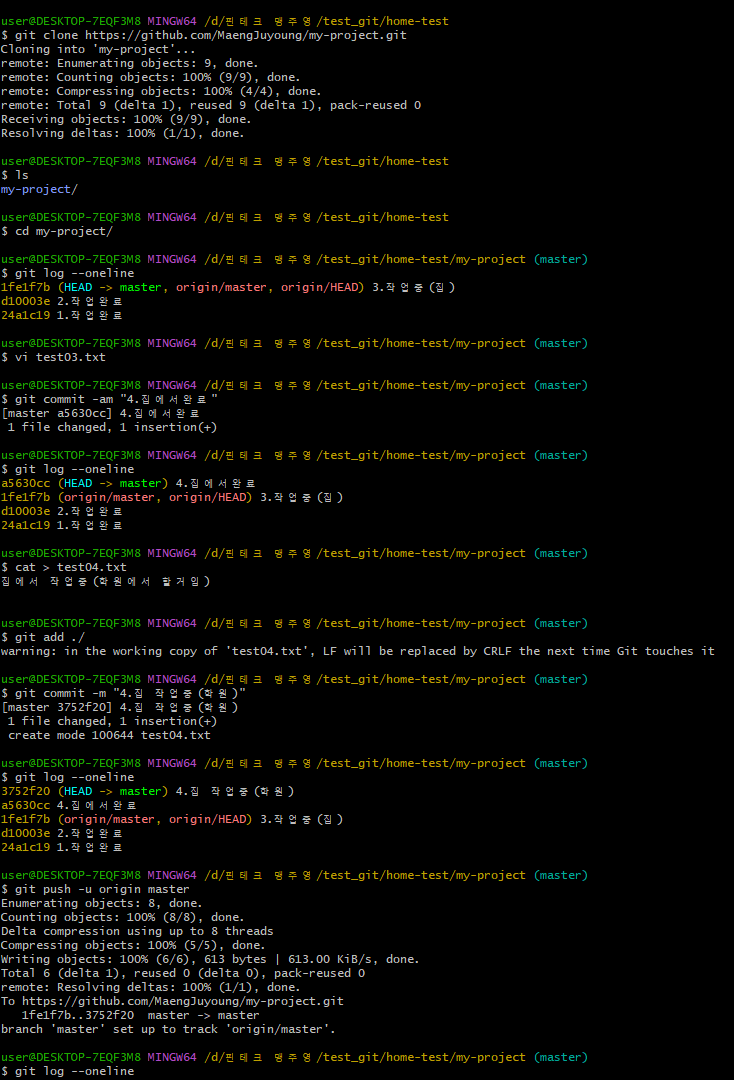 user@DESKTOP-7EQF3M8 MINGW64 /d/핀테크 맹주영/test_git/home-test
$ git clone https://github.com/MaengJuyoung/my-project.git
Cloning into 'my-project'...
remote: Enumerating objects: 9, done.
remote: Counting objects: 100% (9/9), done.
remote: Compressing objects: 100% (4/4), done.
remote: Total 9 (delta 1), reused 9 (delta 1), pack-reused 0
Receiving objects: 100% (9/9), done.
Resolving deltas: 100% (1/1), done.
user@DESKTOP-7EQF3M8 MINGW64 /d/핀테크 맹주영/test_git/home-test
$ ls
my-project/
user@DESKTOP-7EQF3M8 MINGW64 /d/핀테크 맹주영/test_git/home-test
$ cd my-project/
user@DESKTOP-7EQF3M8 MINGW64 /d/핀테크 맹주영/test_git/home-test/my-project (master)
$ git log --oneline
1fe1f7b (HEAD -> master, origin/master, origin/HEAD) 3.작업중(집)
d10003e 2.작업완료
24a1c19 1.작업완료
user@DESKTOP-7EQF3M8 MINGW64 /d/핀테크 맹주영/test_git/home-test/my-project (master)
$ vi test03.txt
user@DESKTOP-7EQF3M8 MINGW64 /d/핀테크 맹주영/test_git/home-test/my-project (master)
$ git commit -am "4.집에서완료"
[master a5630cc] 4.집에서완료
 1 file changed, 1 insertion(+)
user@DESKTOP-7EQF3M8 MINGW64 /d/핀테크 맹주영/test_git/home-test/my-project (master)
$ git log --oneline
a5630cc (HEAD -> master) 4.집에서완료
1fe1f7b (origin/master, origin/HEAD) 3.작업중(집)
d10003e 2.작업완료
24a1c19 1.작업완료
user@DESKTOP-7EQF3M8 MINGW64 /d/핀테크 맹주영/test_git/home-test/my-project (master)
$ cat > test04.txt
집에서 작업중(학원에서 할거임)
user@DESKTOP-7EQF3M8 MINGW64 /d/핀테크 맹주영/test_git/home-test/my-project (master)
$ git add ./
warning: in the working copy of 'test04.txt', LF will be replaced by CRLF the next time Git touches it
user@DESKTOP-7EQF3M8 MINGW64 /d/핀테크 맹주영/test_git/home-test/my-project (master)
$ git commit -m "4.집 작업중(학원)"
[master 3752f20] 4.집 작업중(학원)
 1 file changed, 1 insertion(+)
 create mode 100644 test04.txt
user@DESKTOP-7EQF3M8 MINGW64 /d/핀테크 맹주영/test_git/home-test/my-project (master)
$ git log --oneline
3752f20 (HEAD -> master) 4.집 작업중(학원)
a5630cc 4.집에서완료
1fe1f7b (origin/master, origin/HEAD) 3.작업중(집)
d10003e 2.작업완료
24a1c19 1.작업완료
user@DESKTOP-7EQF3M8 MINGW64 /d/핀테크 맹주영/test_git/home-test/my-project (master)
$ git push -u origin master
Enumerating objects: 8, done.
Counting objects: 100% (8/8), done.
Delta compression using up to 8 threads
Compressing objects: 100% (5/5), done.
Writing objects: 100% (6/6), 613 bytes | 613.00 KiB/s, done.
Total 6 (delta 1), reused 0 (delta 0), pack-reused 0
remote: Resolving deltas: 100% (1/1), done.
To https://github.com/MaengJuyoung/my-project.git
   1fe1f7b..3752f20  master -> master
branch 'master' set up to track 'origin/master'.
user@DESKTOP-7EQF3M8 MINGW64 /d/핀테크 맹주영/test_git/home-test/my-project (master)
$ git log --oneline